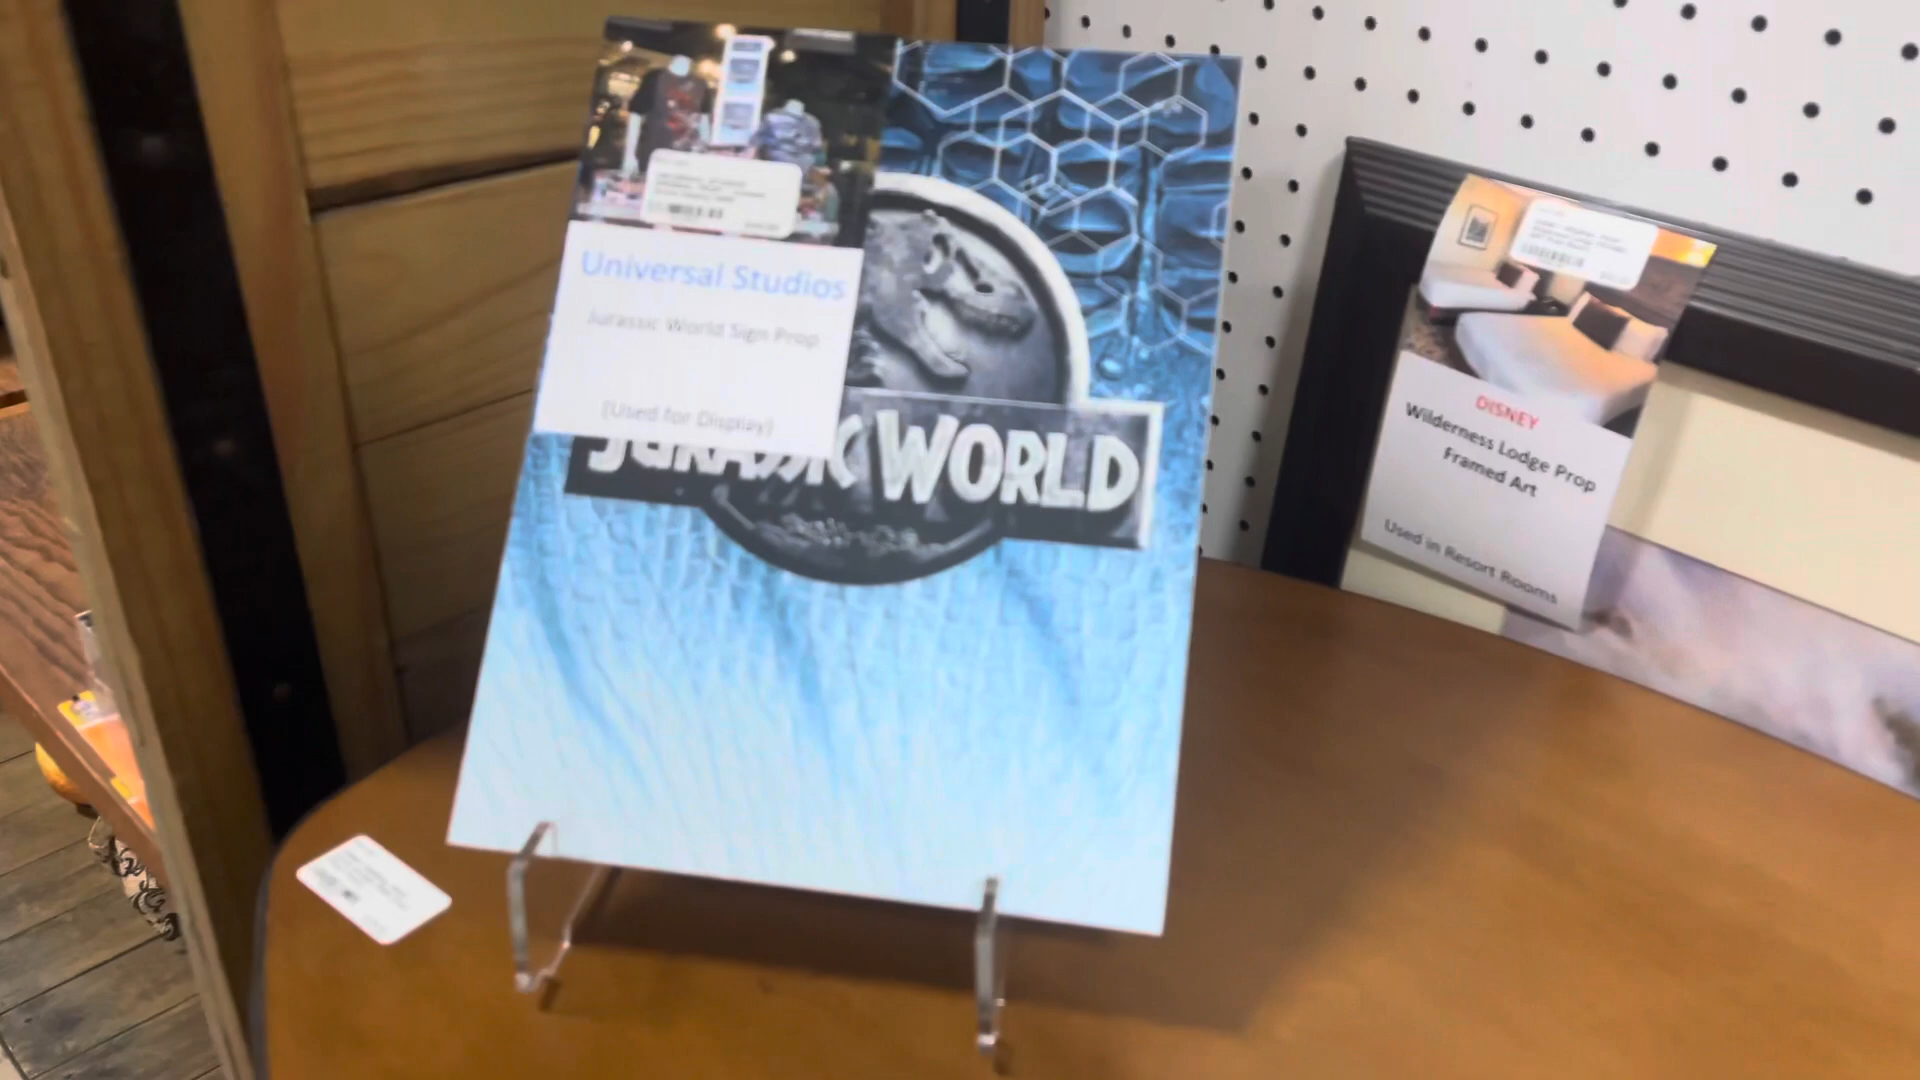 Universal Studios
Jurassic World Sign Prop
(Used for Display)
JURASSIC WORLD
DISNEY
Wilderness Lodge Prop
Framed Art
Used in Resort Rooms